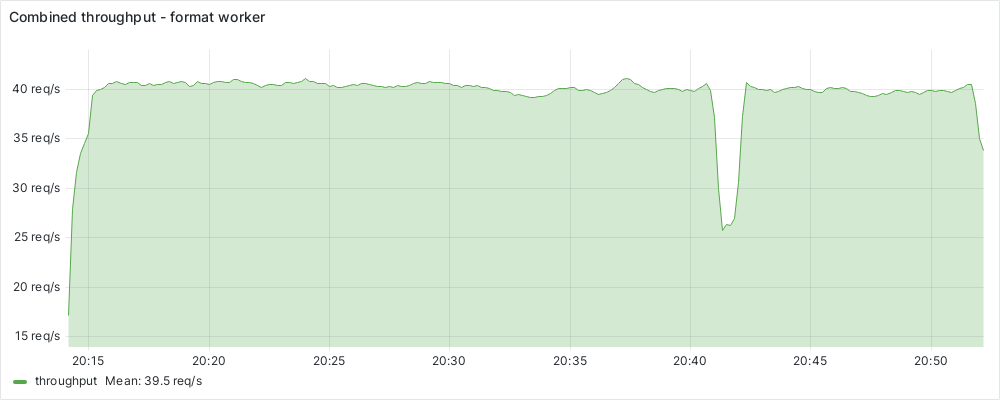 Combined throughput - format worker
40 req/s
35 req/s
30 req/s
25 req/s
20 req/s
15 req/s
20:15 20:20 20:25 20:30 20:35 20:40 20:45 20:50
throughput Mean: 39.5 req/s